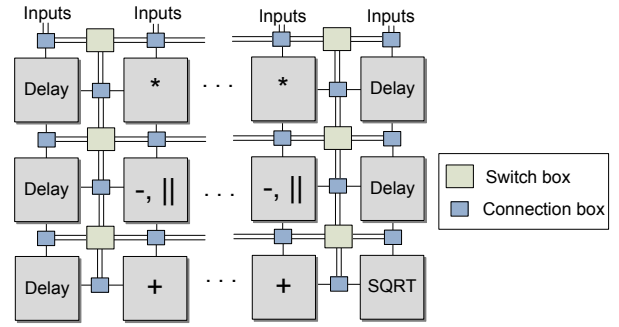 Inputs Inputs Inputs Inputs
Delay * . . . * Delay
Delay -, || . . . -, || Delay
Switch box
Connection box
Delay + . . . + SQRT